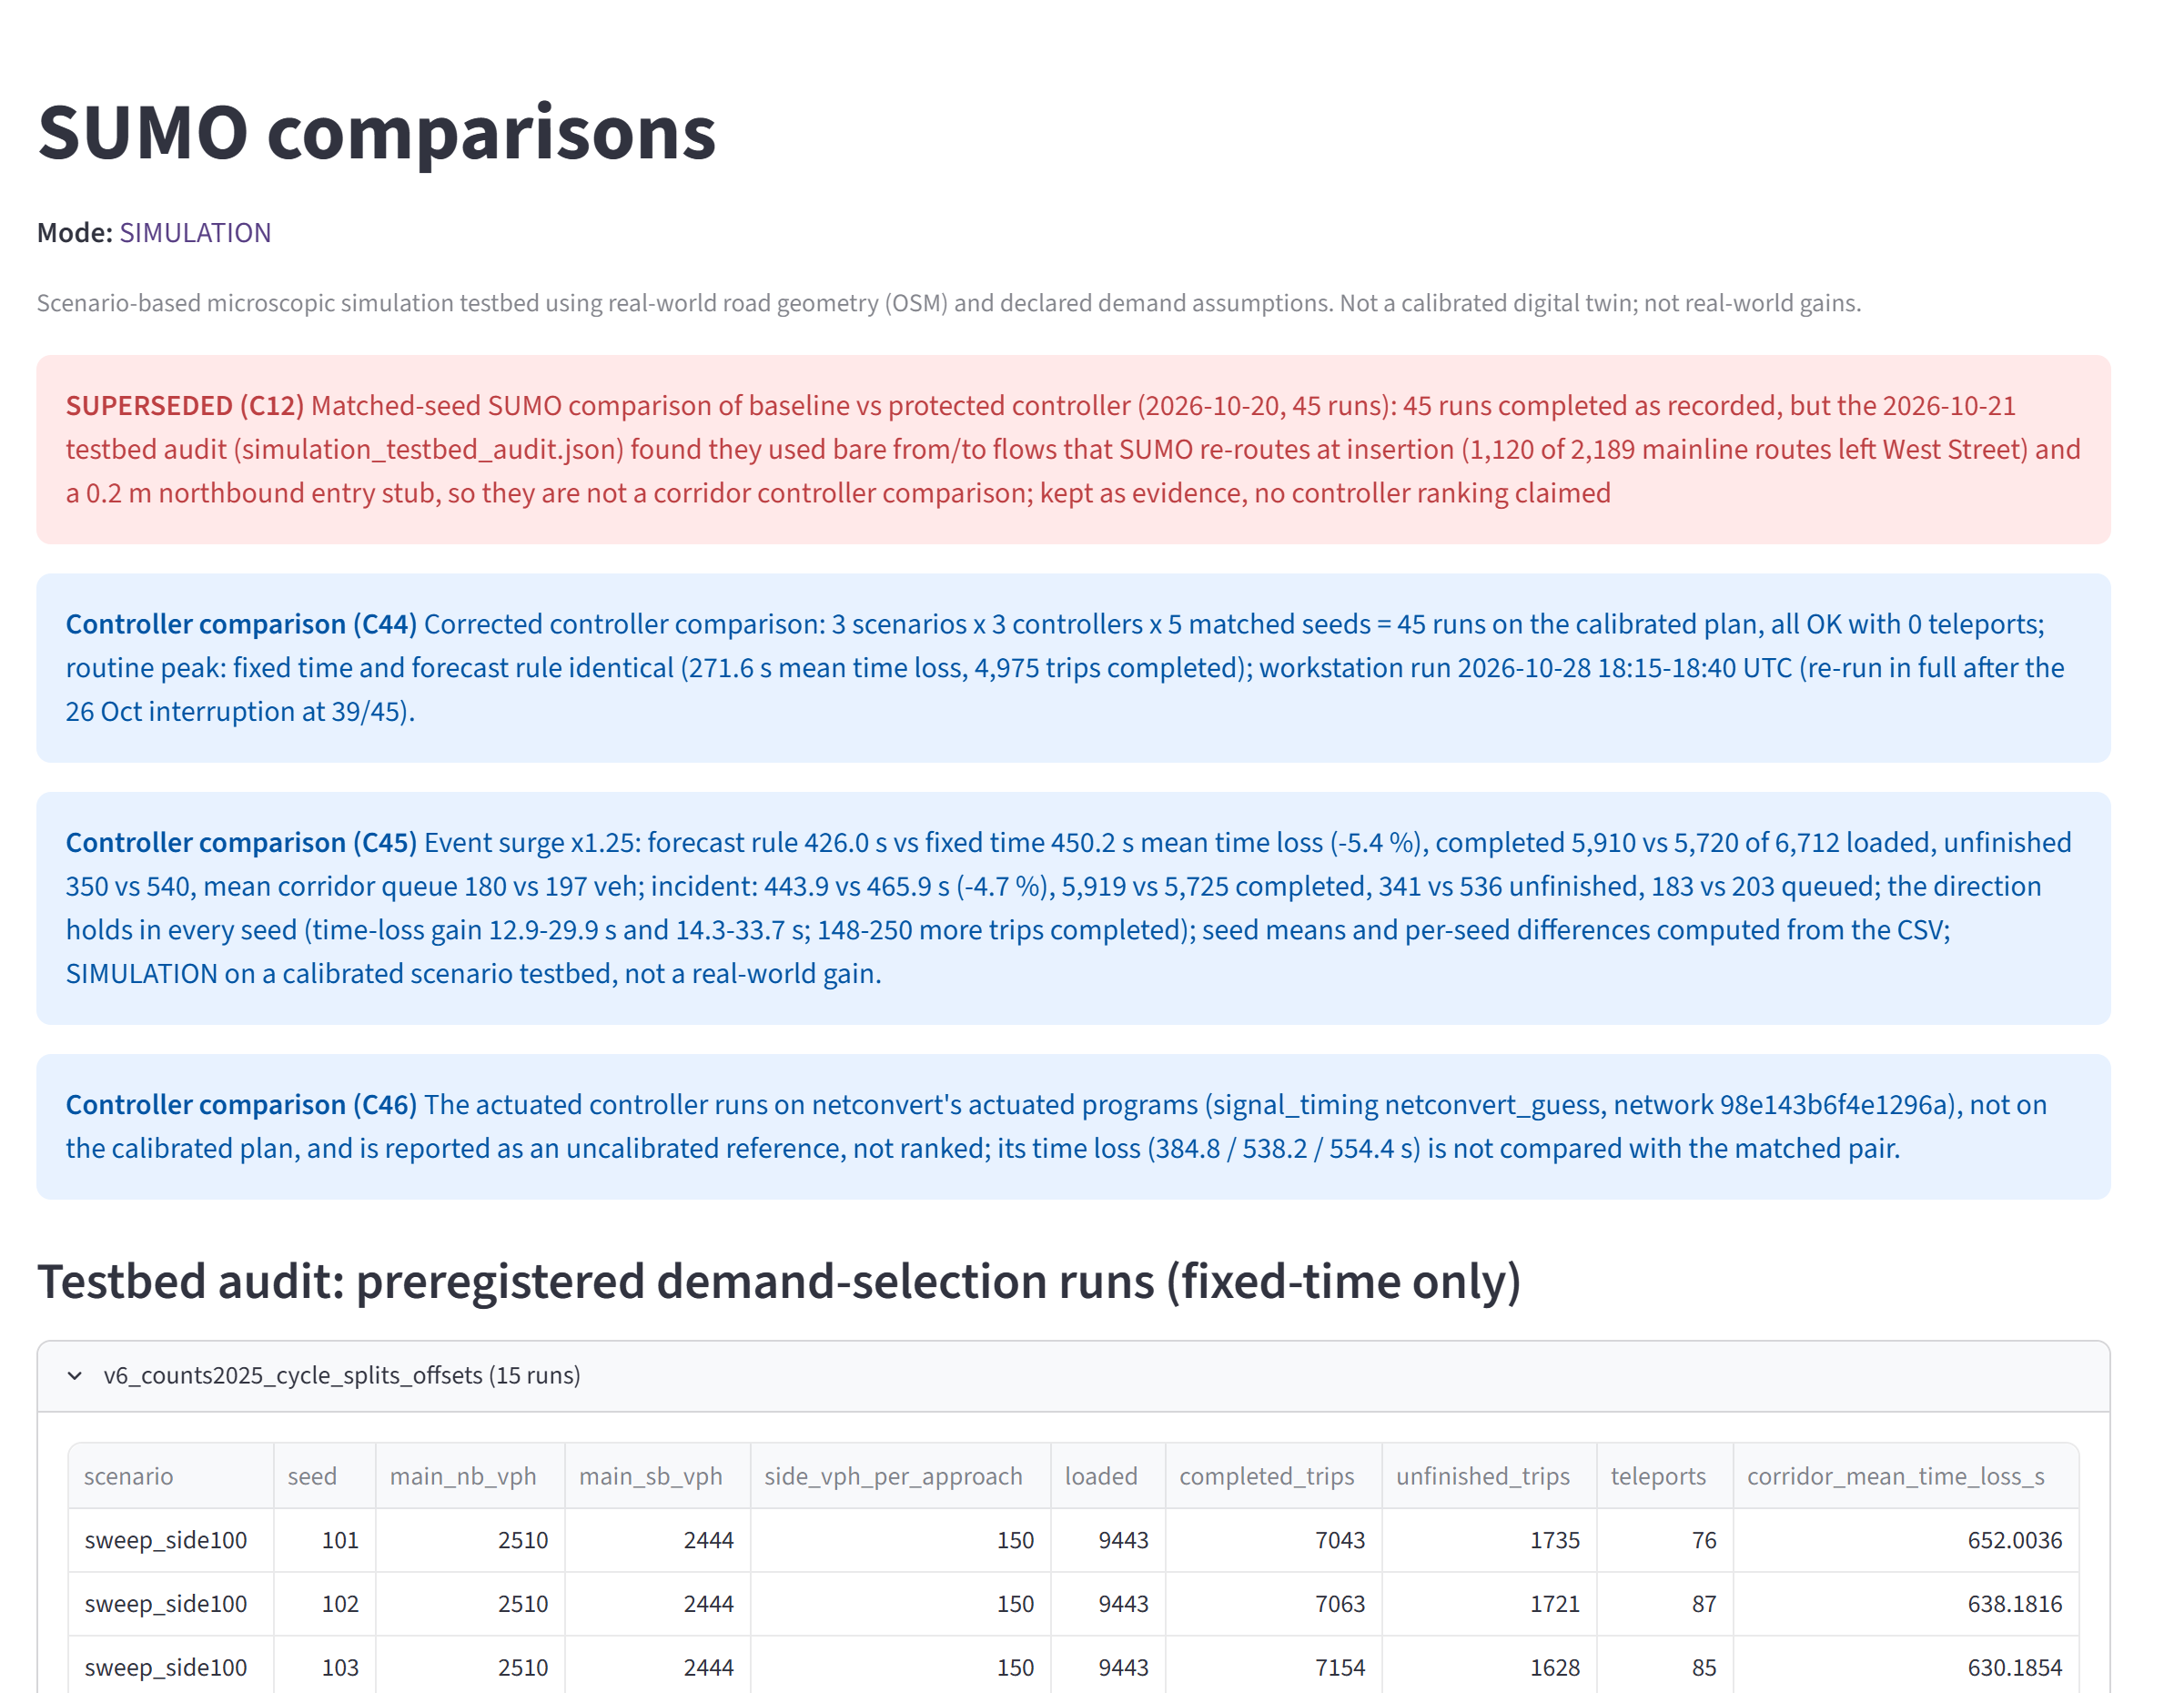 SUMO comparisons
Mode: SIMULATION
Scenario-based microscopic simulation testbed using real-world road geometry (OSM) and declared demand assumptions. Not a calibrated digital twin; not real-world gains.
SUPERSEDED (C12) Matched-seed SUMO comparison of baseline vs protected controller (2026-10-20, 45 runs): 45 runs completed as recorded, but the 2026-10-21
testbed audit (simulation_testbed_audit.json) found they used bare from/to flows that SUMO re-routes at insertion (1,120 of 2,189 mainline routes left West Street) and
a 0.2 m northbound entry stub, so they are not a corridor controller comparison; kept as evidence, no controller ranking claimed
Controller comparison (C44) Corrected controller comparison: 3 scenarios x 3 controllers x 5 matched seeds = 45 runs on the calibrated plan, all OK with 0 teleports;
routine peak: fixed time and forecast rule identical (271.6 s mean time loss, 4,975 trips completed); workstation run 2026-10-28 18:15-18:40 UTC (re-run in full after the
26 Oct interruption at 39/45).
Controller comparison (C45) Event surge x1.25: forecast rule 426.0 s vs fixed time 450.2 s mean time loss (-5.4 %), completed 5,910 vs 5,720 of 6,712 loaded, unfinished
350 vs 540, mean corridor queue 180 vs 197 veh; incident: 443.9 vs 465.9 s (-4.7 %), 5,919 vs 5,725 completed, 341 vs 536 unfinished, 183 vs 203 queued; the direction
holds in every seed (time-loss gain 12.9-29.9 s and 14.3-33.7 s; 148-250 more trips completed); seed means and per-seed differences computed from the CSV;
SIMULATION on a calibrated scenario testbed, not a real-world gain.
Controller comparison (C46) The actuated controller runs on netconvert's actuated programs (signal_timing netconvert_guess, network 98e143b6f4e1296a), not on
the calibrated plan, and is reported as an uncalibrated reference, not ranked; its time loss (384.8 / 538.2 / 554.4 s) is not compared with the matched pair.
Testbed audit: preregistered demand-selection runs (fixed-time only)
v6_counts2025_cycle_splits_offsets (15 runs)
scenario seed main_nb_vph main_sb_vph side_vph_per_approach loaded completed_trips unfinished_trips teleports corridor_mean_time_loss_s
sweep_side100 101 2510 2444 150 9443 7043 1735 76 652.0036
sweep_side100 102 2510 2444 150 9443 7063 1721 87 638.1816
sweep_side100 103 2510 2444 150 9443 7154 1628 85 630.1854